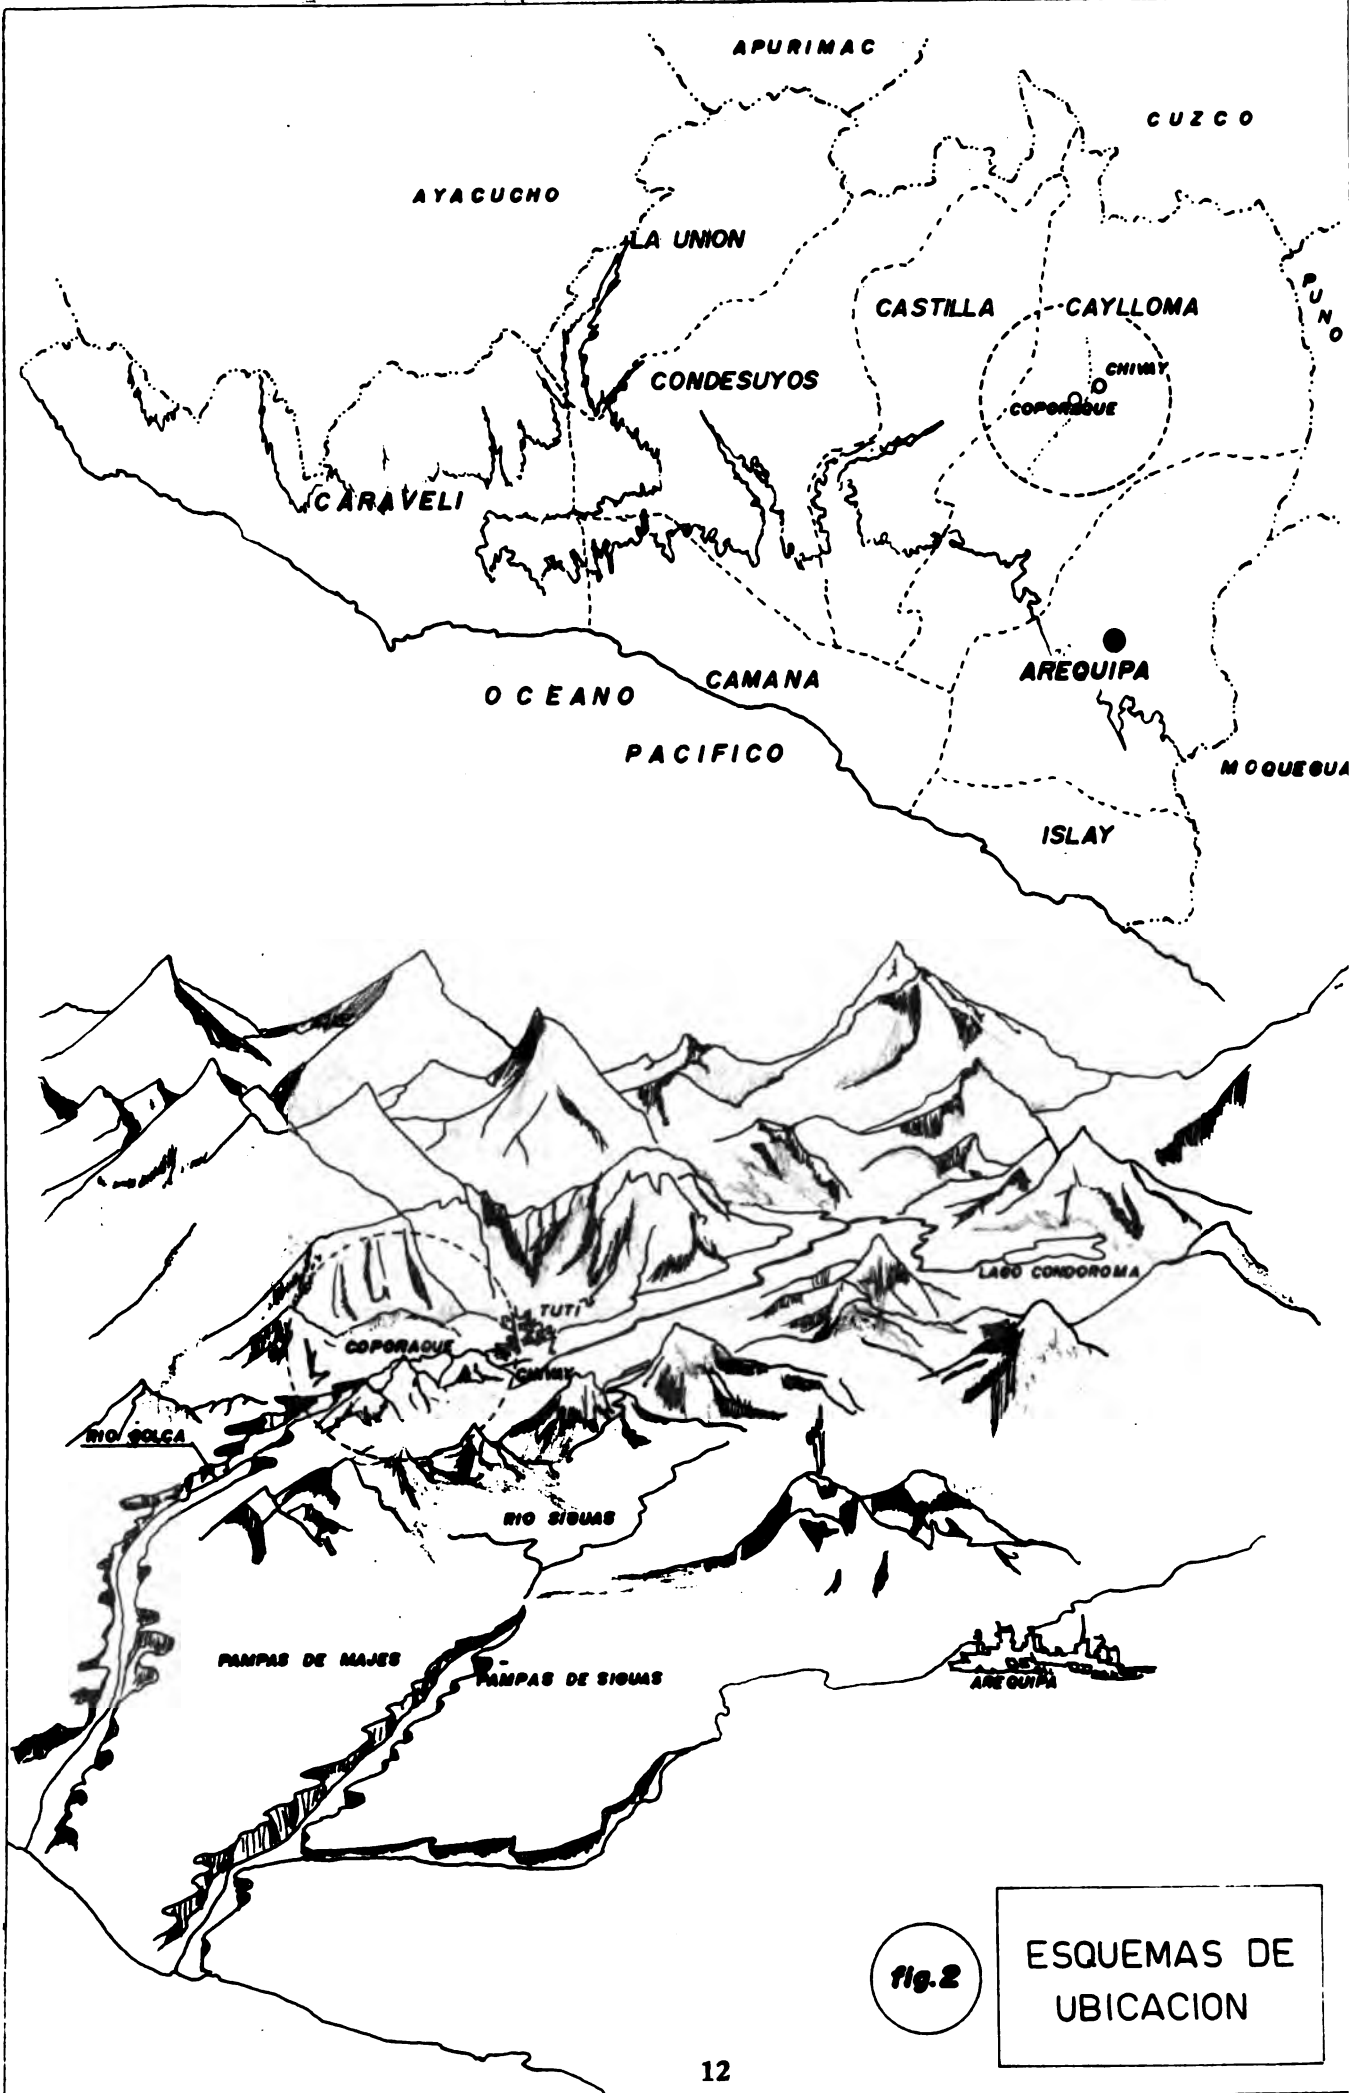 APURIMAC
CUZCO
AYACUCHO
LA UNION
PUNO
CASTILLA
CAYLLOMA
CHIVAY
CONDESUYOS
COPORAQUE
CARAVELI
AREQUIPA
CAMANA
OCEANO
PACIFICO
MOQUEGUA
ISLAY
LAGO CONDOROMA
TUTI
COPORAQUE
CHIVAY
RIO COLCA
RIO SIGUAS
PAMPAS DE MAJES
PAMPAS DE SIGUAS
AREQUIPA
fig.2
ESQUEMAS DE
UBICACION
12